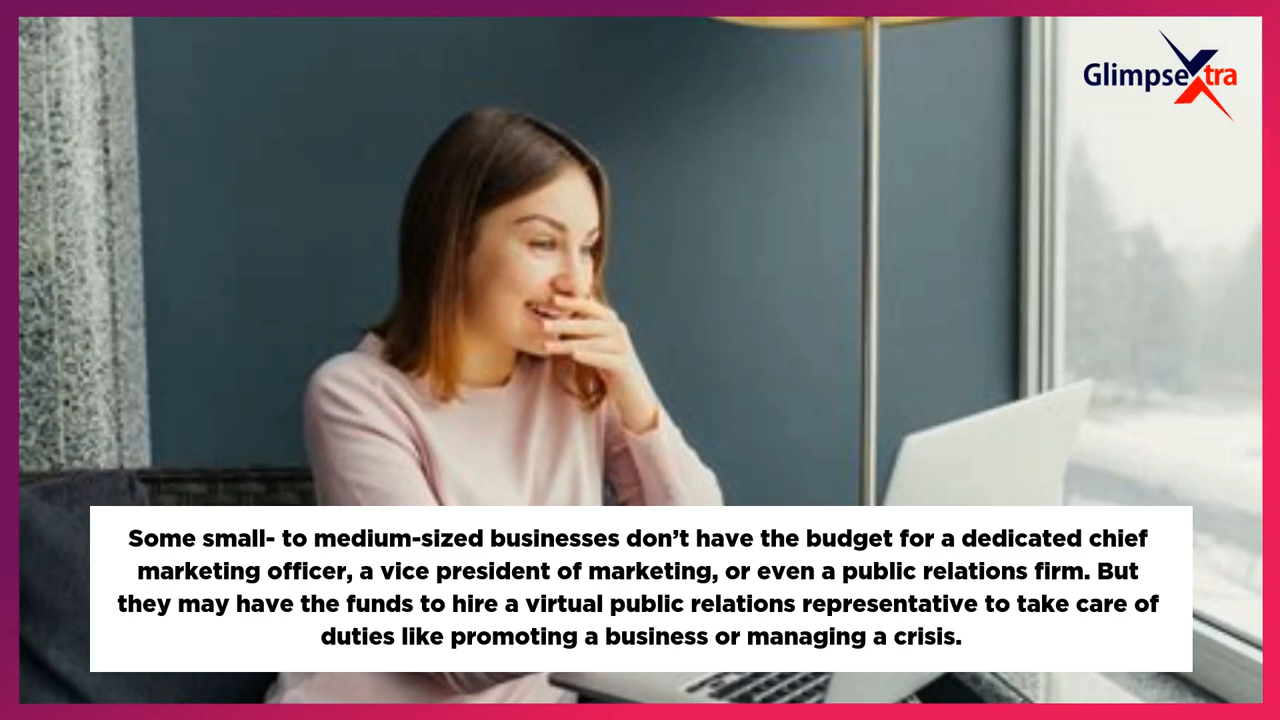 GlimpseXtra
Some small- to medium-sized businesses don’t have the budget for a dedicated chief
marketing officer, a vice president of marketing, or even a public relations firm. But
they may have the funds to hire a virtual public relations representative to take care of
duties like promoting a business or managing a crisis.